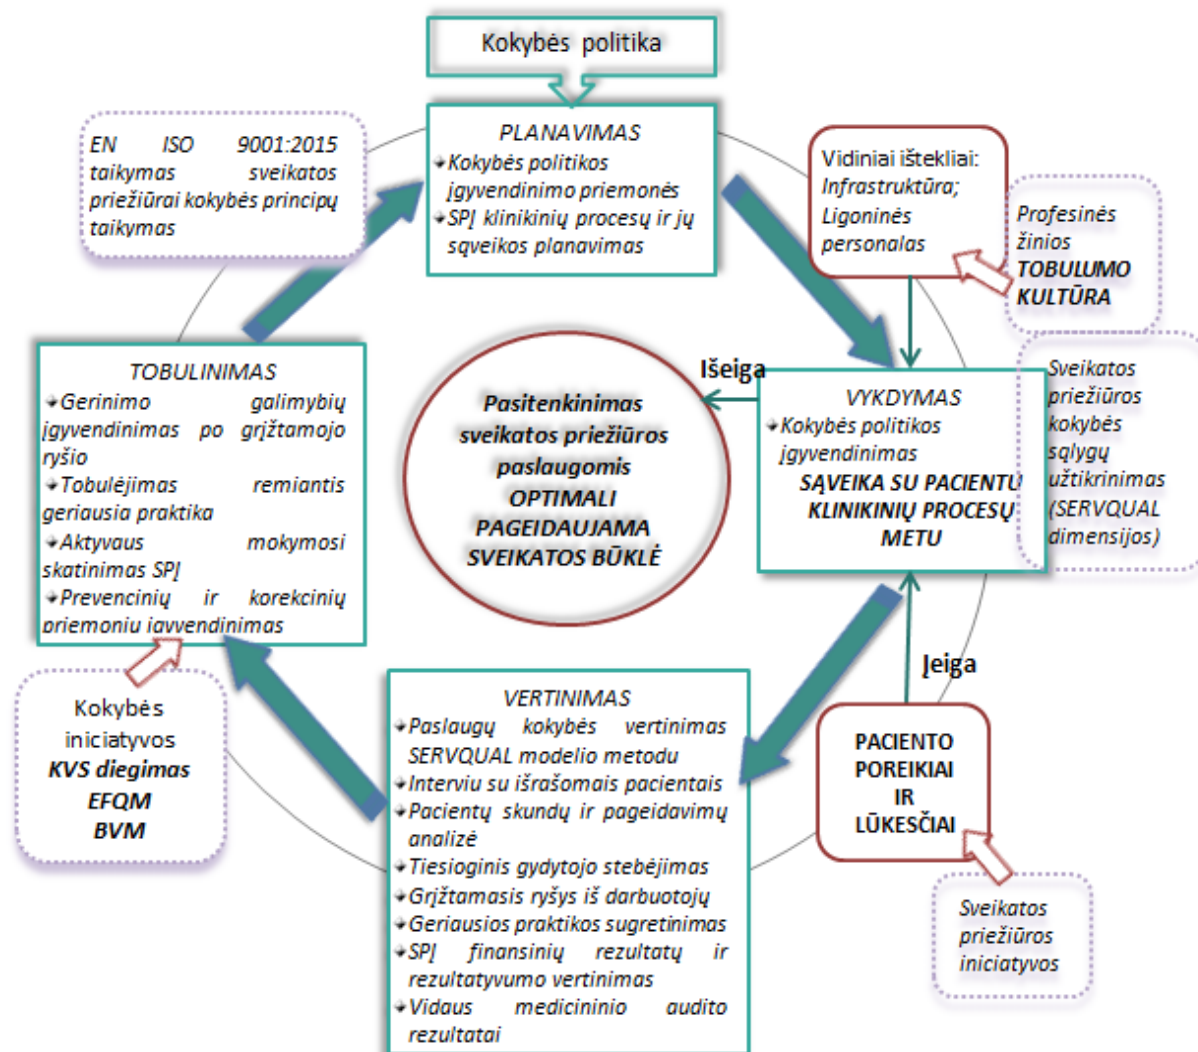 Kokybės politika
PLANAVIMAS
Kokybės politikos
įgyvendinimo priemonės
SPĮ klinikinių procesų ir jų
sąveikos planavimas
EN ISO 9001:2015
taikymas sveikatos
priežiūrai kokybės principų
taikymas
Vidiniai ištekliai:
Infrastruktūra;
Ligoninės
personalas
Profesinės
žinios
TOBULUMO
KULTŪRA
TOBULINIMAS
Gerinimo galimybių
įgyvendinimas po grįžtamojo
ryšio
Tobulėjimas remiantis
geriausia praktika
Aktyvaus mokymosi
skatinimas SPĮ
Prevencinių ir korekcinių
priemonių įgyvendinimas
Išeiga
Pasitenkinimas
sveikatos priežiūros
paslaugomis
OPTIMALI
PAGEIDAUJAMA
SVEIKATOS BŪKLĖ
VYKDYMAS
Kokybės politikos
įgyvendinimas
SĄVEIKA SU PACIENTU
KLINIKINIŲ PROCESŲ
METU
Sveikatos
priežiūros
kokybės
sąlygų
užtikrinimas
(SERVQUAL
dimensijos)
Įeiga
Kokybės
iniciatyvos
KVS diegimas
EFQM
BVM
VERTINIMAS
Paslaugų kokybės vertinimas
SERVQUAL modelio metodu
Interviu su išrašomais pacientais
Pacientų skundų ir pageidavimų
analizė
Tiesioginis gydytojo stebėjimas
Grįžtamasis ryšys iš darbuotojų
Geriausios praktikos sugretinimas
SPĮ finansinių rezultatų ir
rezultatyvumo vertinimas
Vidaus medicininio audito
rezultatai
PACIENTO
POREIKIAI
IR
LŪKESČIAI
Sveikatos
priežiūros
iniciatyvos